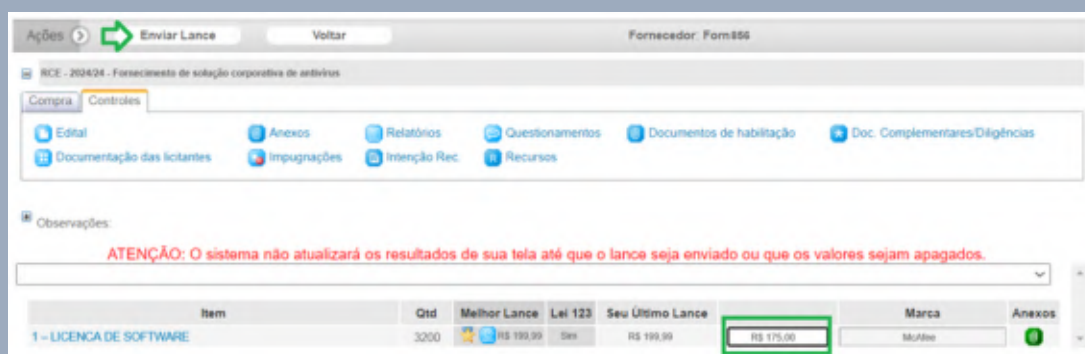 Ações Enviar Lance Voltar Fornecedor: Forn856
RCE - 2024/24 - Fornecimento de solução corporativa de antivírus
Compra Controles
Edital Anexos Relatórios Questionamentos Documentos de habilitação Doc. Complementares/Diligências
Documentação das licitantes Impugnações Intenção Rec. Recursos
Observações:
ATENÇÃO: O sistema não atualizará os resultados de sua tela até que o lance seja enviado ou que os valores sejam apagados.
Item Qtd Melhor Lance Lei 123 Seu Último Lance Marca Anexos
1 – LICENCA DE SOFTWARE 3200 R$ 199,99 Sim R$ 199,99 R$ 175,00 McAfee